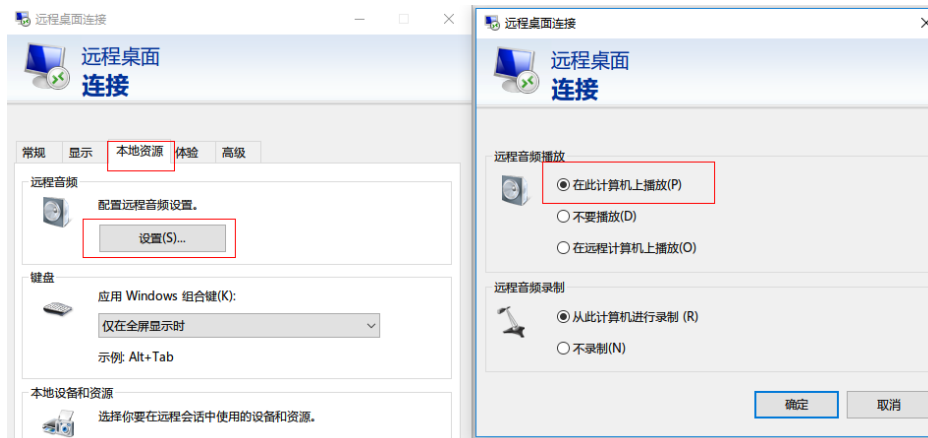 远程桌面连接
远程桌面
连接
常规 显示 本地资源 体验 高级
远程音频
配置远程音频设置。
设置(S)...
键盘
应用 Windows 组合键(K):
仅在全屏显示时
示例: Alt+Tab
本地设备和资源
选择你要在远程会话中使用的设备和资源。
远程桌面连接
远程桌面
连接
远程音频播放
在此计算机上播放(P)
不要播放(D)
在远程计算机上播放(O)
远程音频录制
从此计算机进行录制 (R)
不录制(N)
确定 取消